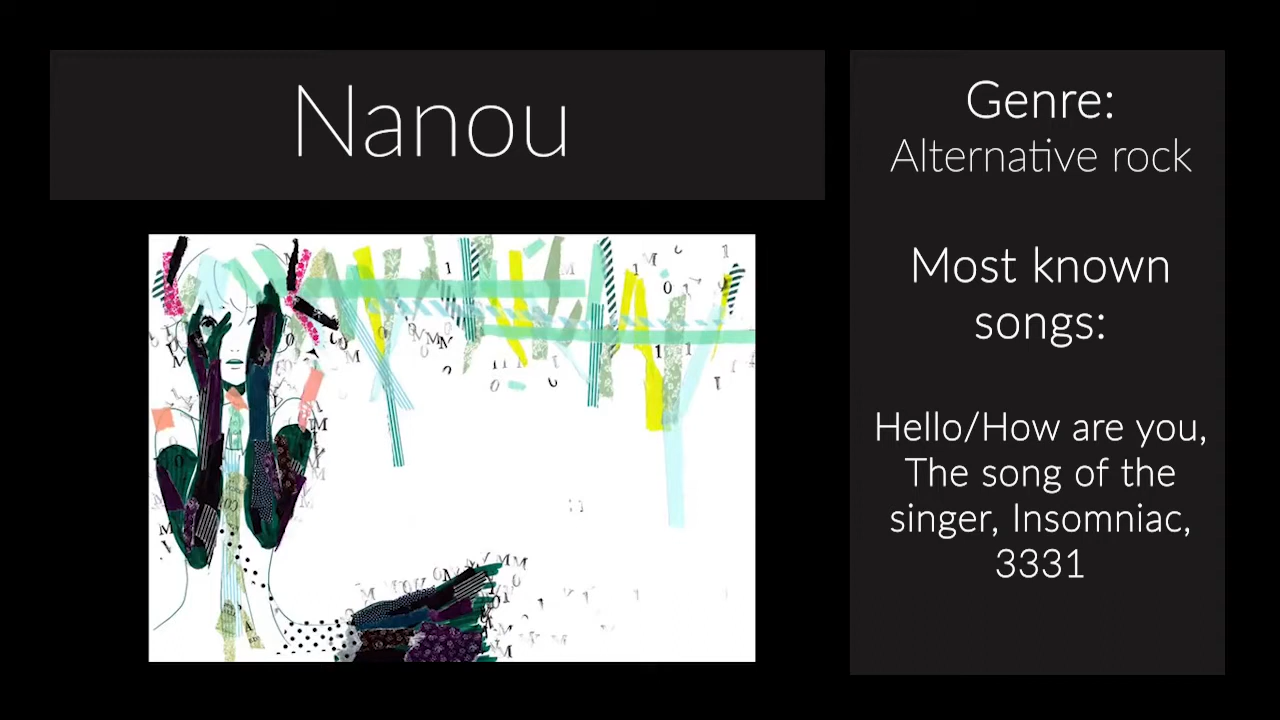 Nanou
Genre:
Alternative rock
Most known
songs:
Hello/How are you,
The song of the
singer, Insomniac,
3331